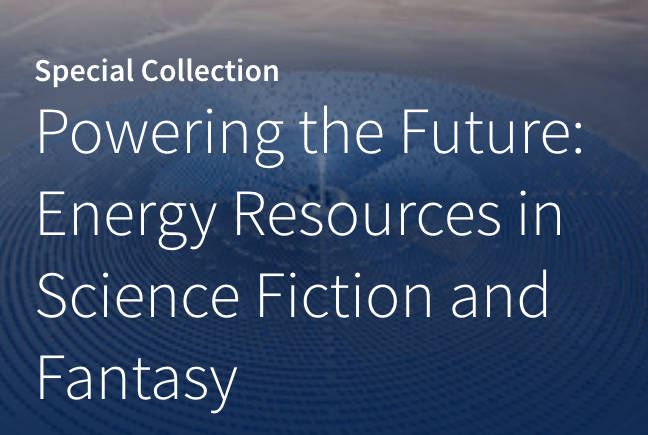 Special Collection
Powering the Future:
Energy Resources in
Science Fiction and
Fantasy